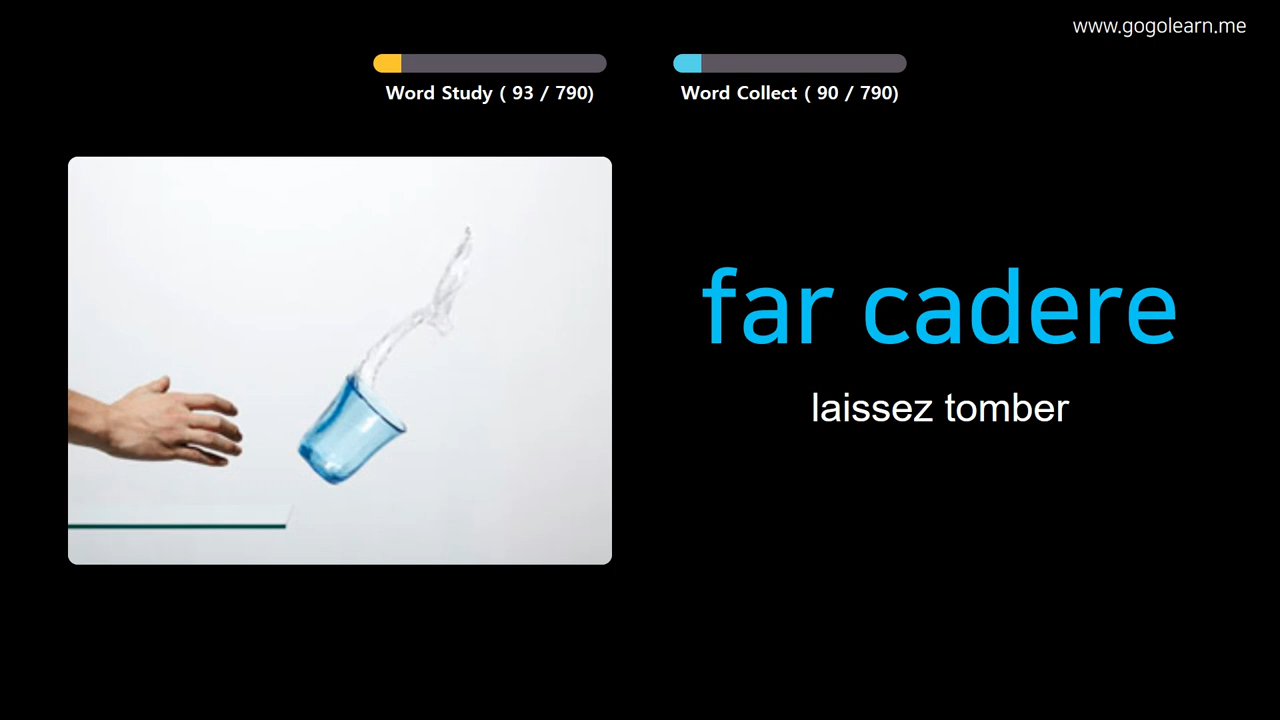 www.gogolearn.me
Word Study ( 93 / 790)
Word Collect ( 90 / 790)
far cadere
laissez tomber